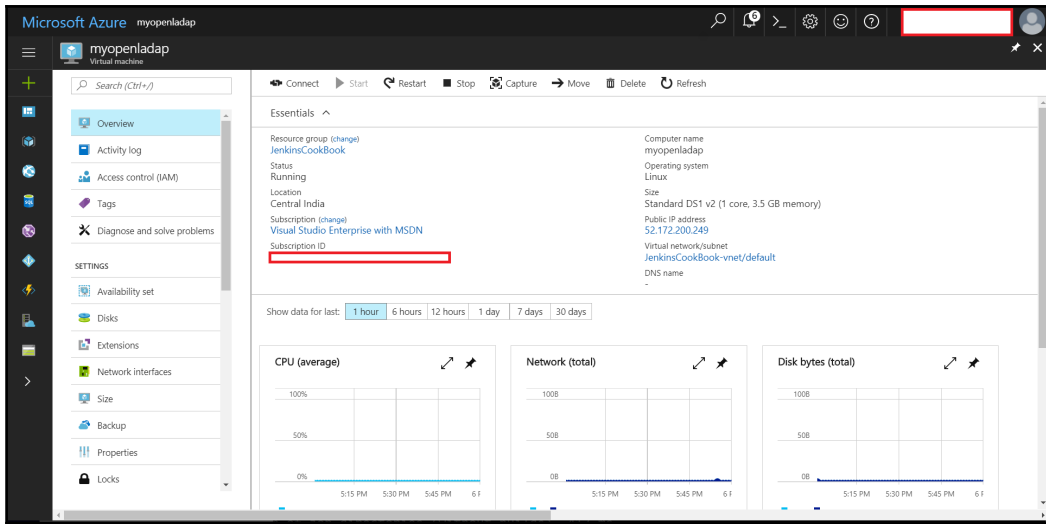 Microsoft Azure myopenladap
6
myopenladap
Virtual machine
Search (Ctrl+/)
Overview
Activity log
Access control (IAM)
Tags
Diagnose and solve problems
SETTINGS
Availability set
Disks
Extensions
Network interfaces
Size
Backup
Properties
Locks
SQL
Connect Start Restart Stop Capture Move Delete Refresh
Essentials
Resource group (change)
JenkinsCookBook
Status
Running
Location
Central India
Subscription (change)
Visual Studio Enterprise with MSDN
Subscription ID
Computer name
myopenladap
Operating system
Linux
Size
Standard DS1 v2 (1 core, 3.5 GB memory)
Public IP address
52.172.200.249
Virtual network/subnet
JenkinsCookBook-vnet/default
DNS name
-
Show data for last: 1 hour 6 hours 12 hours 1 day 7 days 30 days
CPU (average)
100%
50%
0%
5:15 PM 5:30 PM 5:45 PM 6 P
Network (total)
100B
50B
0B
5:15 PM 5:30 PM 5:45 PM 6 P
Disk bytes (total)
100B
50B
0B
5:15 PM 5:30 PM 5:45 PM 6 P